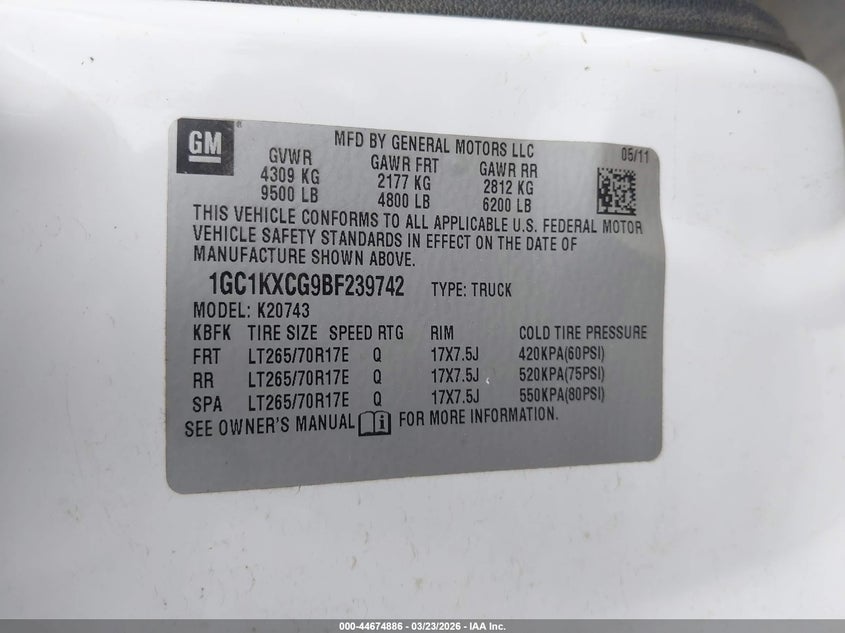 GM
MFD BY GENERAL MOTORS LLC
05/11
GVWR GAWR FRT GAWR RR
4309 KG 2177 KG 2812 KG
9500 LB 4800 LB 6200 LB
THIS VEHICLE CONFORMS TO ALL APPLICABLE U.S. FEDERAL MOTOR
VEHICLE SAFETY STANDARDS IN EFFECT ON THE DATE OF
MANUFACTURE SHOWN ABOVE.
1GC1KXCG9BF239742 TYPE: TRUCK
MODEL: K20743
KBFK TIRE SIZE SPEED RTG RIM COLD TIRE PRESSURE
FRT LT265/70R17E Q 17X7.5J 420KPA(60PSI)
RR LT265/70R17E Q 17X7.5J 520KPA(75PSI)
SPA LT265/70R17E Q 17X7.5J 550KPA(80PSI)
SEE OWNER'S MANUAL i FOR MORE INFORMATION.
000-44674886 - 03/23/2026 - IAA Inc.